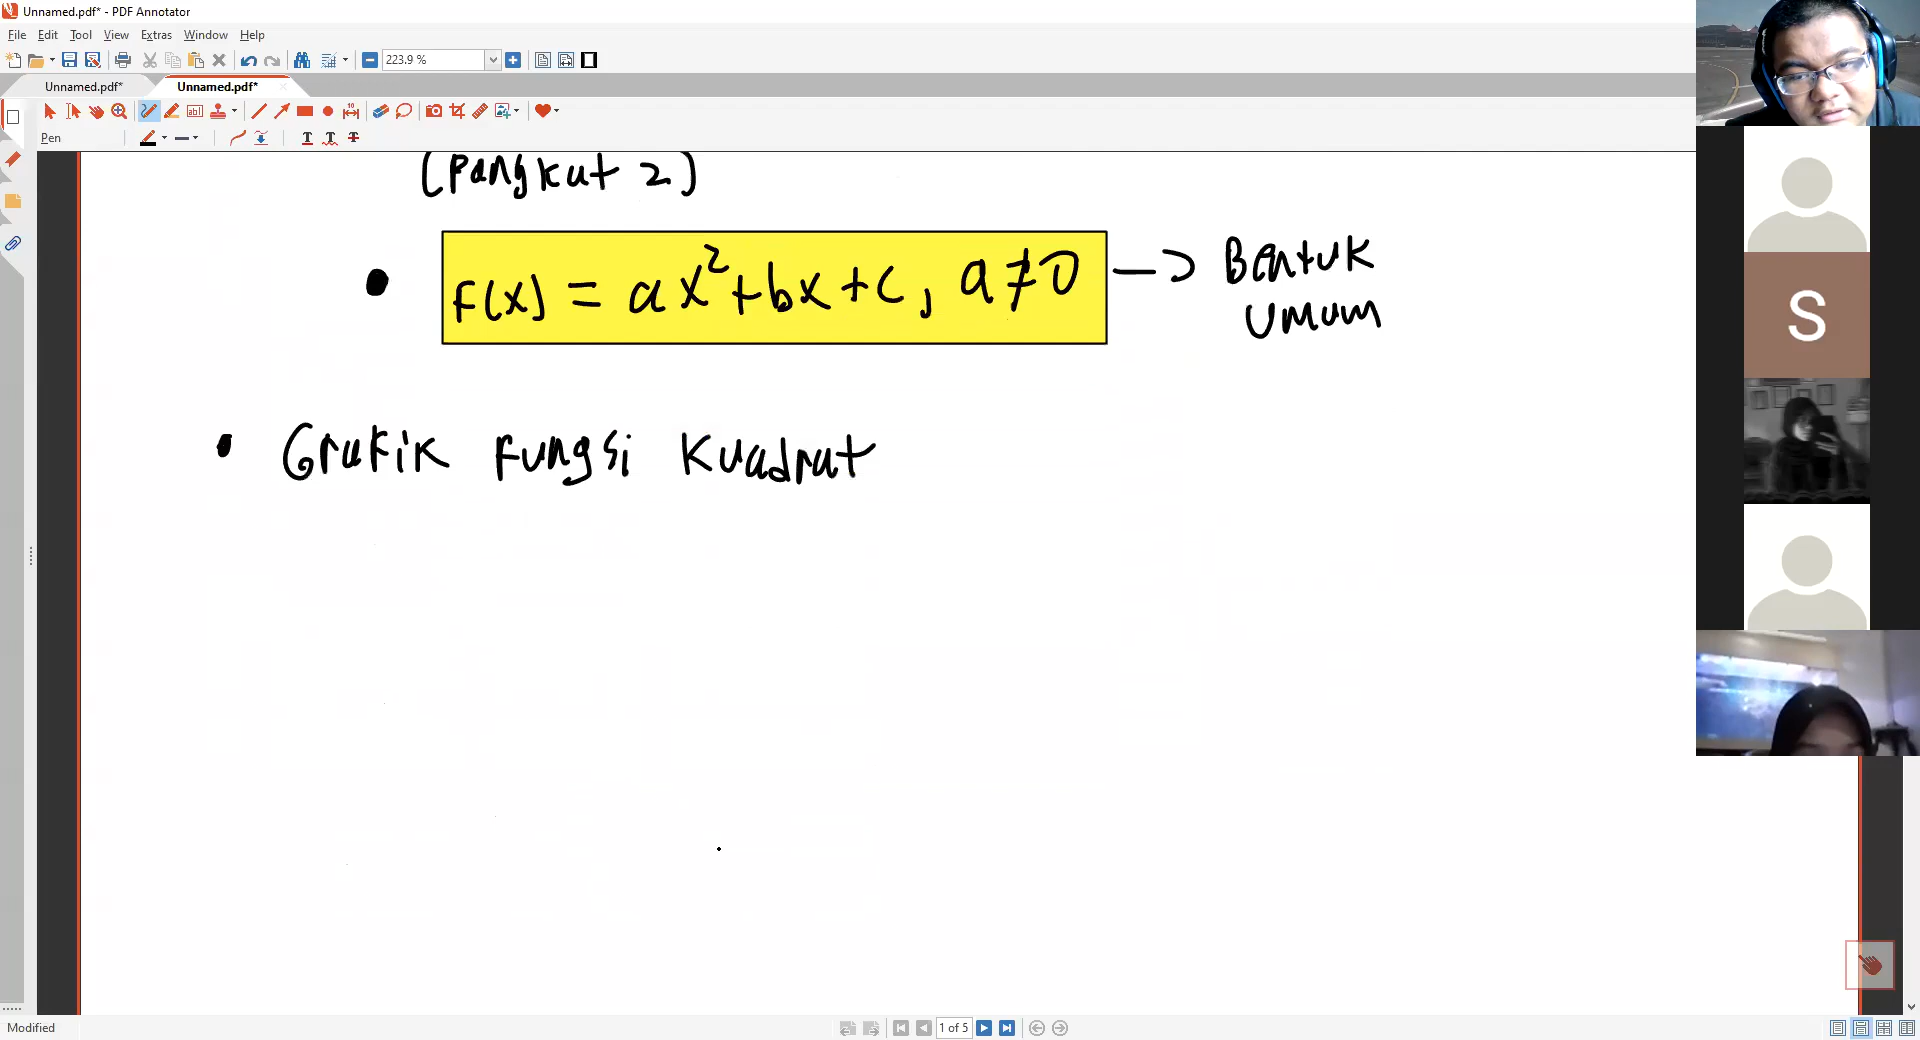 Unnamed.pdf* - PDF Annotator
File Edit Tool View Extras Window Help
223.9 %
Unnamed.pdf* Unnamed.pdf*
Pen
(Pangkat 2)
F(x) = ax²+bx+c, a≠0 → Bentuk
Umum
• Grafik Fungsi Kuadrat
S
Modified 1 of 5